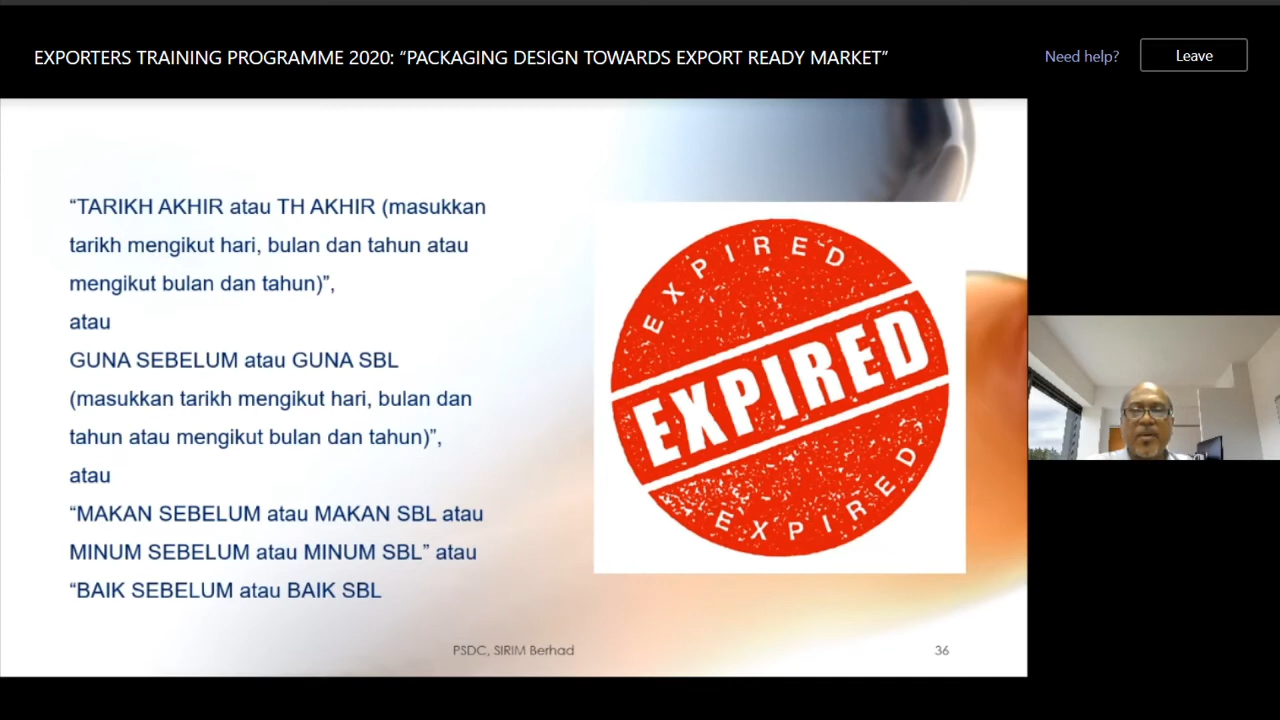 EXPORTERS TRAINING PROGRAMME 2020: “PACKAGING DESIGN TOWARDS EXPORT READY MARKET”
Need help?
Leave
“TARIKH AKHIR atau TH AKHIR (masukkan
tarikh mengikut hari, bulan dan tahun atau
mengikut bulan dan tahun)”,
atau
GUNA SEBELUM atau GUNA SBL
(masukkan tarikh mengikut hari, bulan dan
tahun atau mengikut bulan dan tahun)”,
atau
“MAKAN SEBELUM atau MAKAN SBL atau
MINUM SEBELUM atau MINUM SBL” atau
“BAIK SEBELUM atau BAIK SBL
EXPIRED
EXPIRED
EXPIRED
PSDC, SIRIM Berhad
36